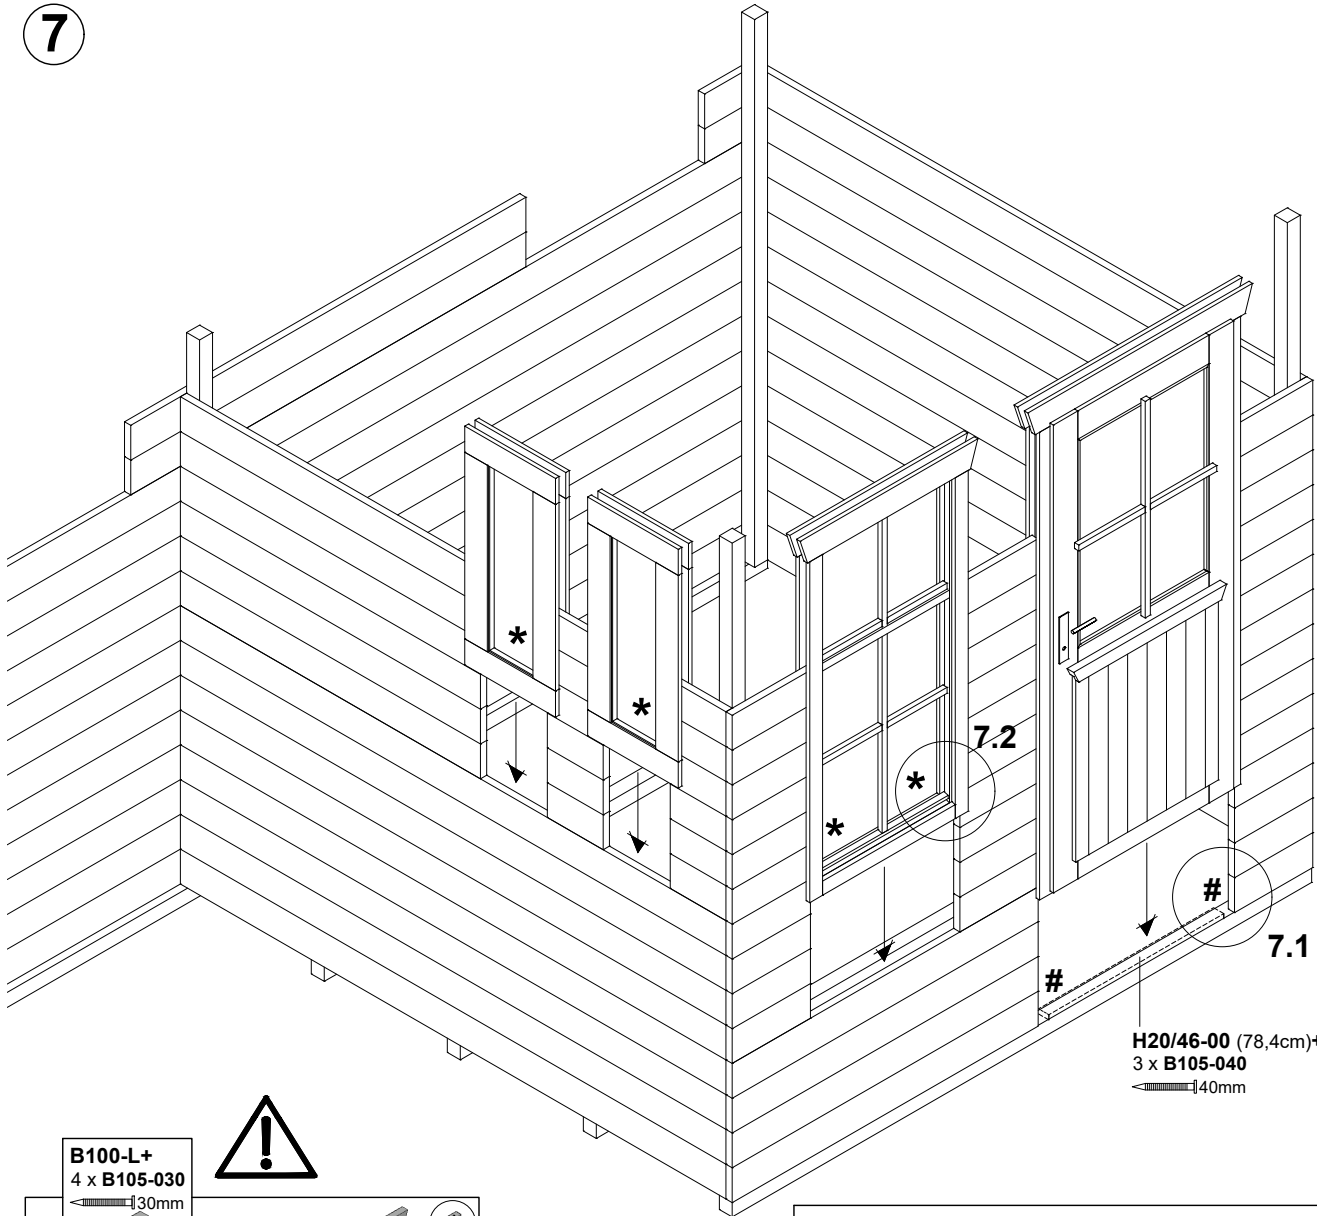 7
*
*
7.2
*
*
#
7.1
#
H20/46-00 (78,4cm)+
3 x B105-040
40mm
B100-L+
4 x B105-030
30mm